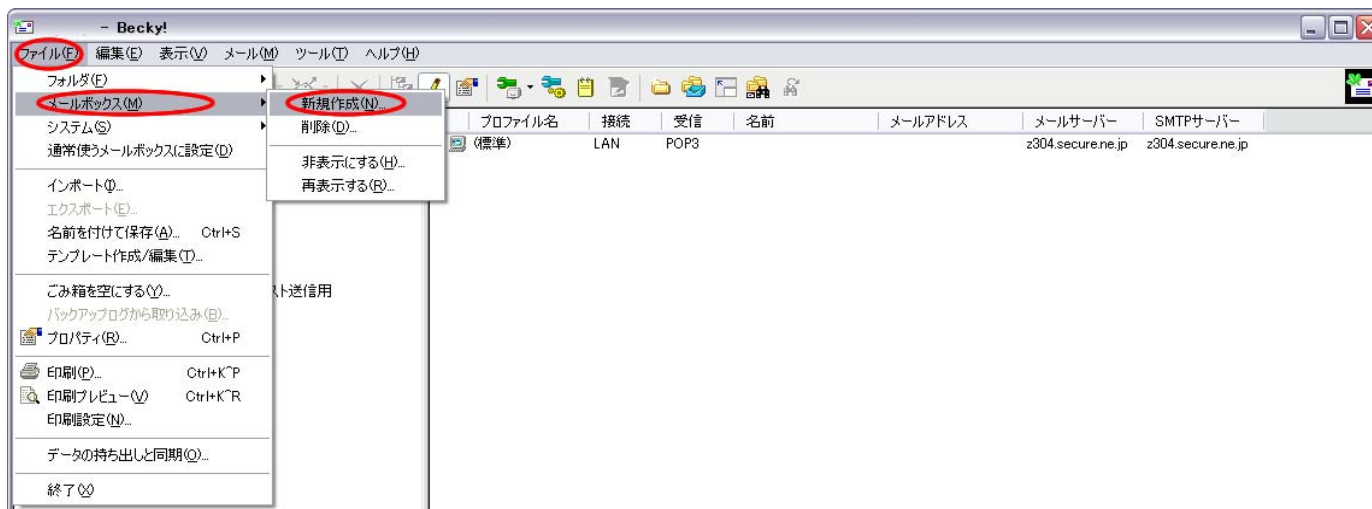 - Becky!
ファイル(F) 編集(E) 表示(V) メール(M) ツール(T) ヘルプ(H)
フォルダ(F)
メールボックス(M)
システム(S)
通常使うメールボックスに設定(D)
インポート(I)...
エクスポート(E)...
名前を付けて保存(A)... Ctrl+S
テンプレート作成/編集(T)...
ごみ箱を空にする(Y)...
バックアップログから取り込み(B)...
プロパティ(R)... Ctrl+P
印刷(P)... Ctrl+K^P
印刷プレビュー(V) Ctrl+K^R
印刷設定(N)...
データの持ち出しと同期(O)...
終了(X)
新規作成(N)...
削除(D)...
非表示にする(H)...
再表示する(R)...
スト送信用
プロファイル名 接続 受信 名前 メールアドレス メールサーバー SMTPサーバー
(標準) LAN POP3 z304.secure.ne.jp z304.secure.ne.jp